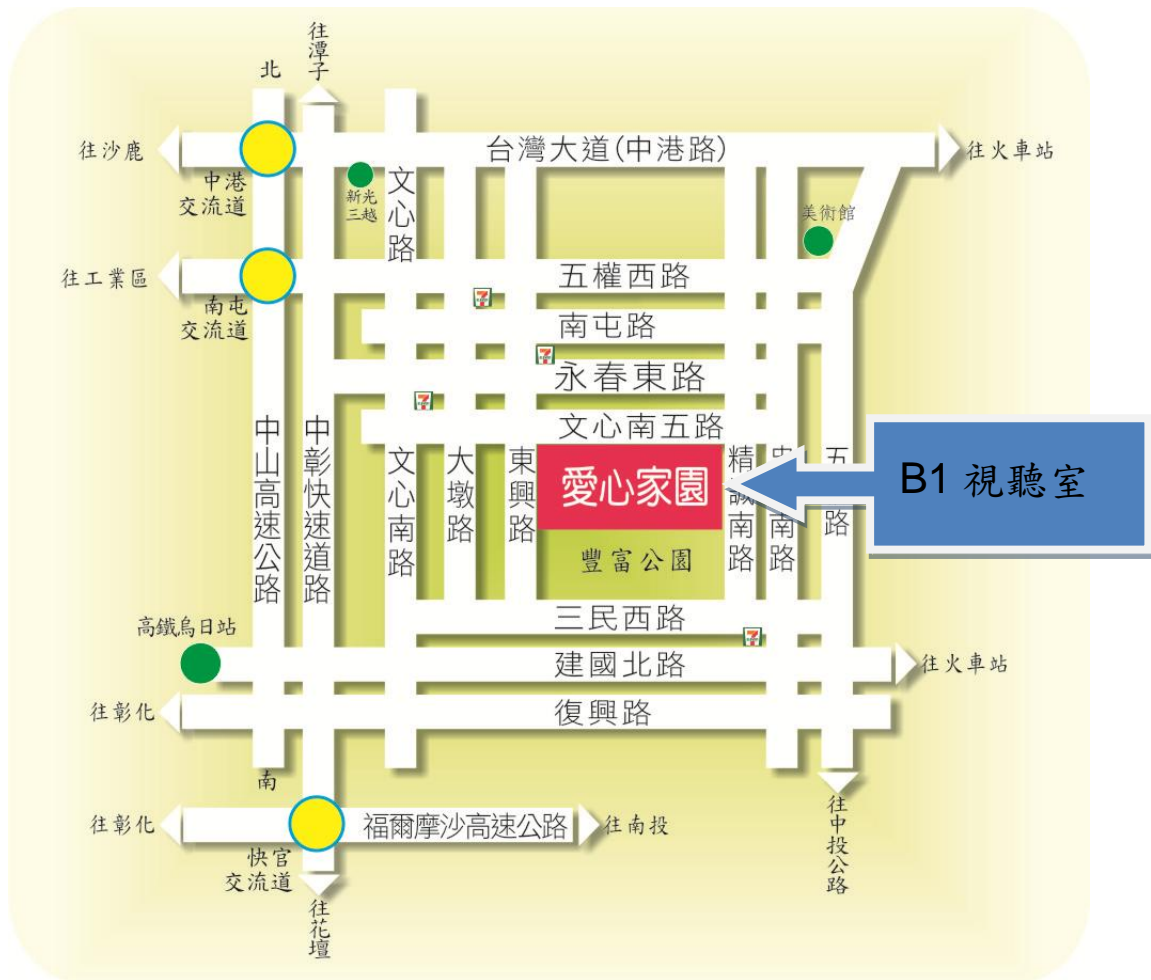 往潭子
北
往沙鹿
台灣大道(中港路)
往火車站
中港
交流道
新光
三越
文心路
美術館
往工業區
五權西路
南屯
交流道
南屯路
永春東路
文心南五路
中山高速公路
中彰快速道路
文心南路
大墩路
東興路
愛心家園
精誠南路
南路
五
路
B1 視聽室
豐富公園
三民西路
高鐵烏日站
建國北路
往火車站
往彰化
復興路
南
往彰化
福爾摩沙高速公路
往南投
往中投公路
快官
交流道
往花壇